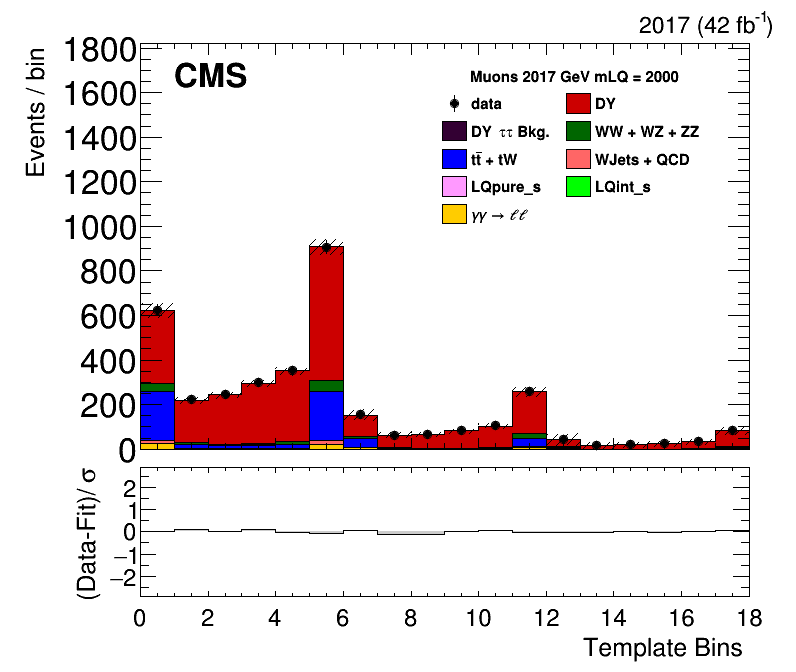 2017 (42 fb-1)
Events / bin
CMS
Muons 2017 GeV mLQ = 2000
data
DY
DY ττ Bkg.
WW + WZ + ZZ
tt̄ + tW
WJets + QCD
LQpure_s
LQint_s
γγ → ℓℓ
1800
1600
1400
1200
1000
800
600
400
200
0
(Data-Fit)/ σ
2
1
0
−1
−2
0 2 4 6 8 10 12 14 16 18
Template Bins